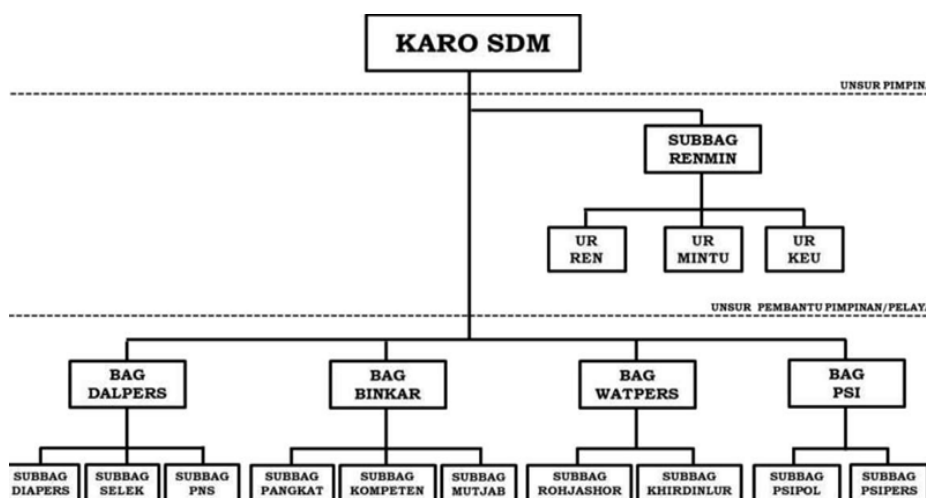 KARO SDM
UNSUR PIMPINA
SUBBAG
RENMIN
UR
REN
UR
MINTU
UR
KEU
UNSUR PEMBANTU PIMPINAN/PELAYA
BAG
DALPERS
BAG
BINKAR
BAG
WATPERS
BAG
PSI
SUBBAG
DIAPERS
SUBBAG
SELEK
SUBBAG
PNS
SUBBAG
PANGKAT
SUBBAG
KOMPETEN
SUBBAG
MUTJAB
SUBBAG
ROHJASHOR
SUBBAG
KHIRDINLUR
SUBBAG
PSIPOL
SUBBAG
PSIPERS